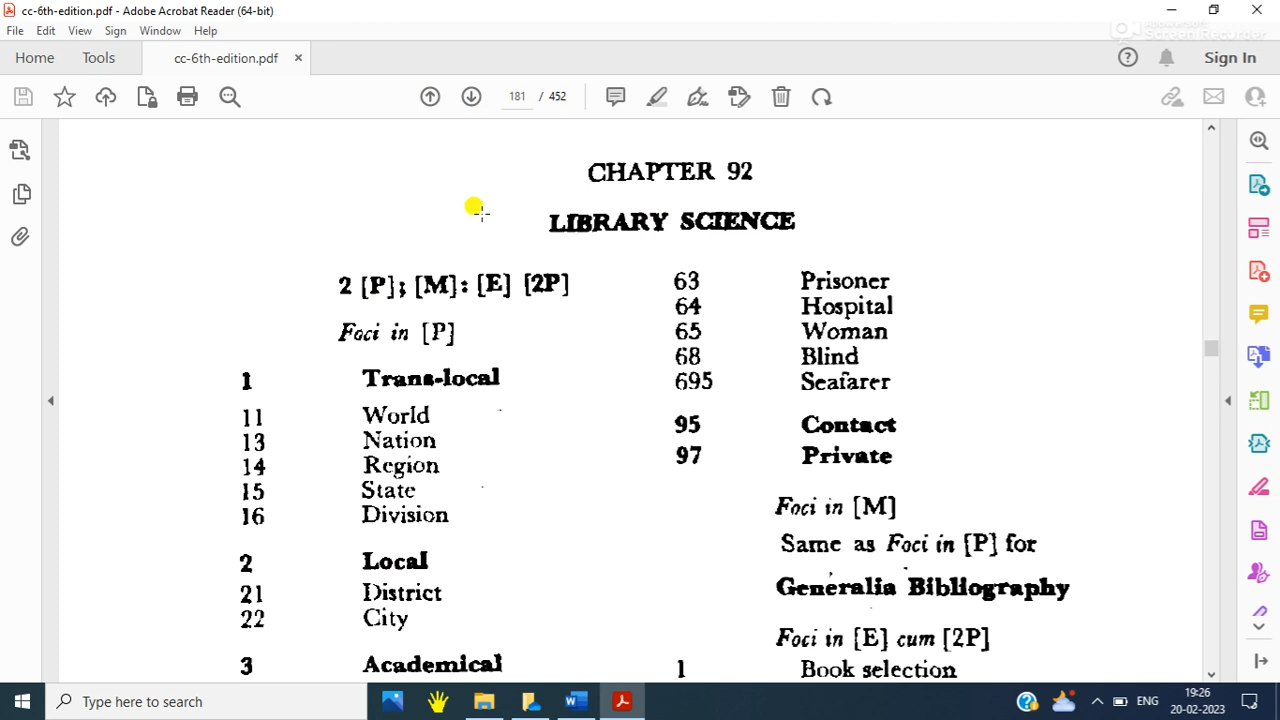 cc-6th-edition.pdf - Adobe Acrobat Reader (64-bit)
File Edit View Sign Window Help
Screen Recorder
Home Tools cc-6th-edition.pdf × Sign In
181 / 452
CHAPTER 92
LIBRARY SCIENCE
2 [P]; [M]: [E] [2P]
Foci in [P]
1 Trans-local
11 World
13 Nation
14 Region
15 State
16 Division
2 Local
21 District
22 City
3 Academical
63 Prisoner
64 Hospital
65 Woman
68 Blind
695 Seafarer
95 Contact
97 Private
Foci in [M]
Same as Foci in [P] for
Generalia Bibliography
Foci in [E] cum [2P]
1 Book selection
Type here to search
ENG
19:26
20-02-2023